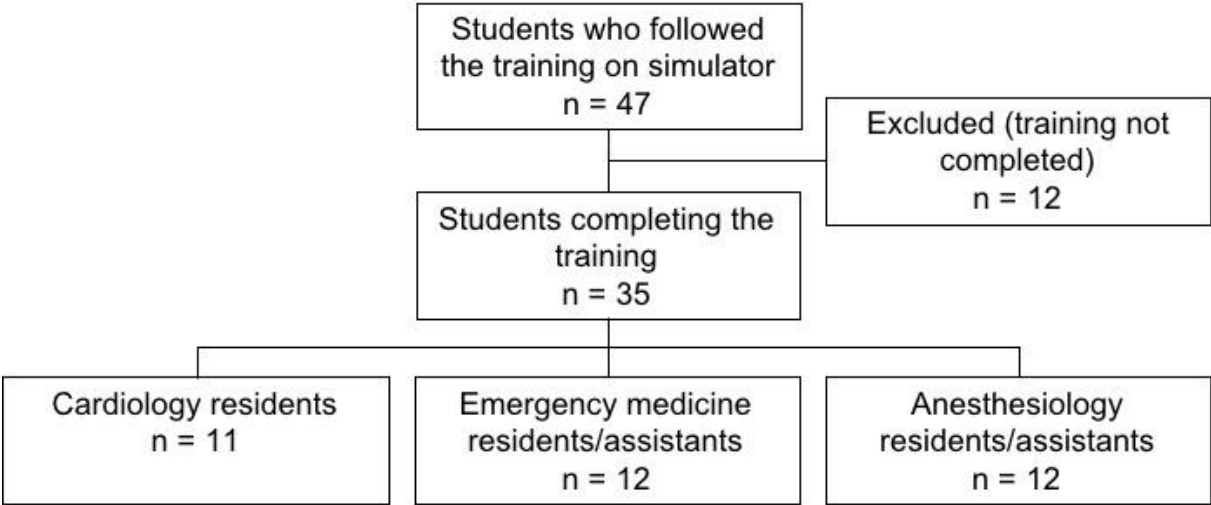 Students who followed
the training on simulator
n = 47
Excluded (training not
completed)
n = 12
Students completing the
training
n = 35
Cardiology residents
n = 11
Emergency medicine
residents/assistants
n = 12
Anesthesiology
residents/assistants
n = 12